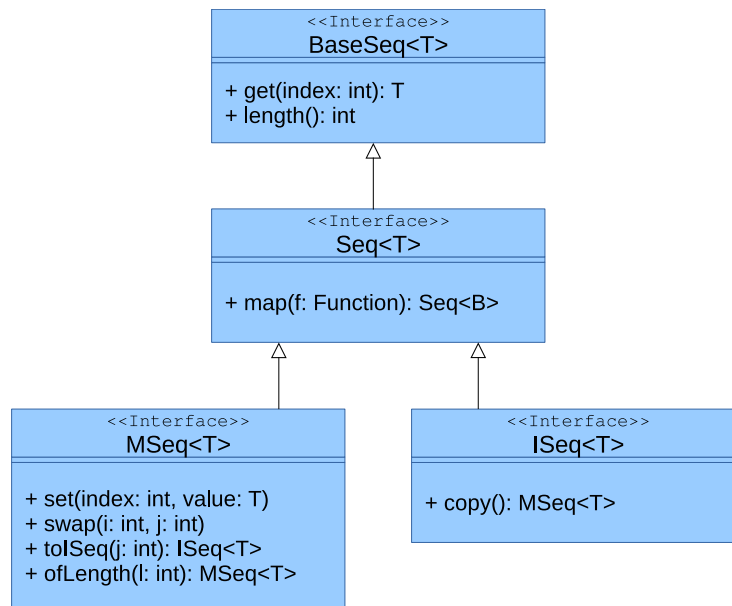 <<Interface>>
BaseSeq<T>
+ get(index: int): T
+ length(): int
<<Interface>>
Seq<T>
+ map(f: Function): Seq<B>
<<Interface>>
MSeq<T>
+ set(index: int, value: T)
+ swap(i: int, j: int)
+ toISeq(j: int): ISeq<T>
+ ofLength(l: int): MSeq<T>
<<Interface>>
ISeq<T>
+ copy(): MSeq<T>